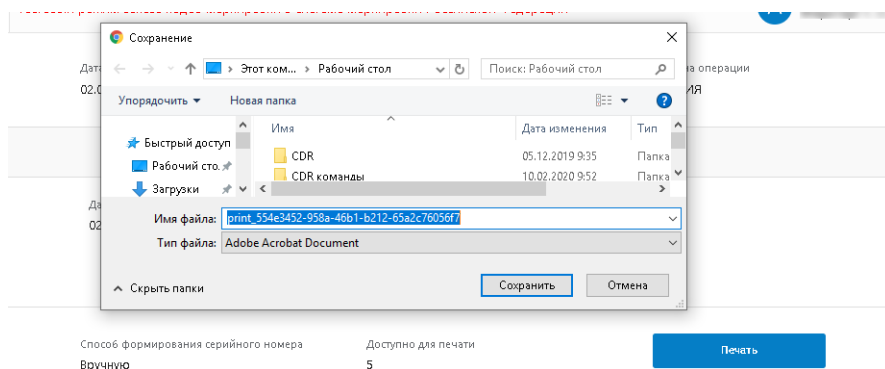 Сохранение
Дата
Этот ком... › Рабочий стол
Поиск: Рабочий стол
на операции
02.0
Упорядочить
Новая папка
ИЯ
Имя
Дата изменения
Тип
Быстрый доступ
Рабочий сто.
CDR
05.12.2019 9:35
Папка
Загрузки
CDR команды
10.02.2020 9:52
Папка
Да
02
Имя файла: print_554e3452-958a-46b1-b212-65a2c76056f7
Тип файла: Adobe Acrobat Document
Скрыть папки
Сохранить
Отмена
Способ формирования серийного номера
Доступно для печати
Печать
Вручную
5